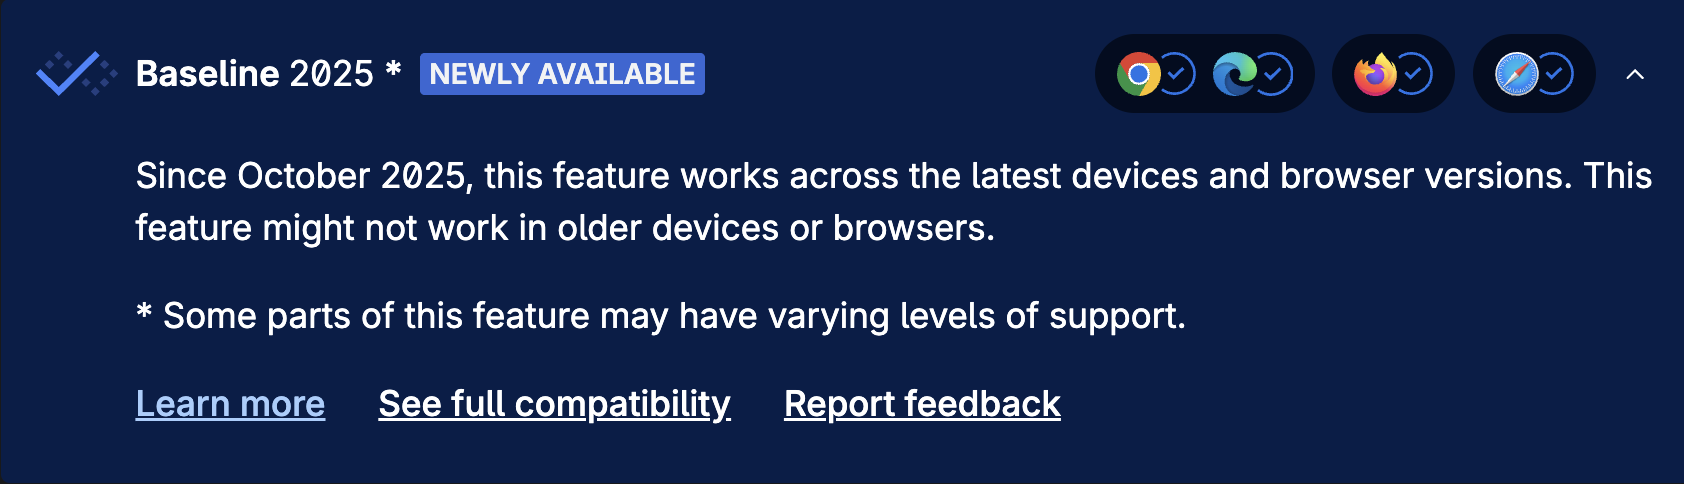 Baseline 2025 * NEWLY AVAILABLE
Since October 2025, this feature works across the latest devices and browser versions. This
feature might not work in older devices or browsers.
* Some parts of this feature may have varying levels of support.
Learn more See full compatibility Report feedback